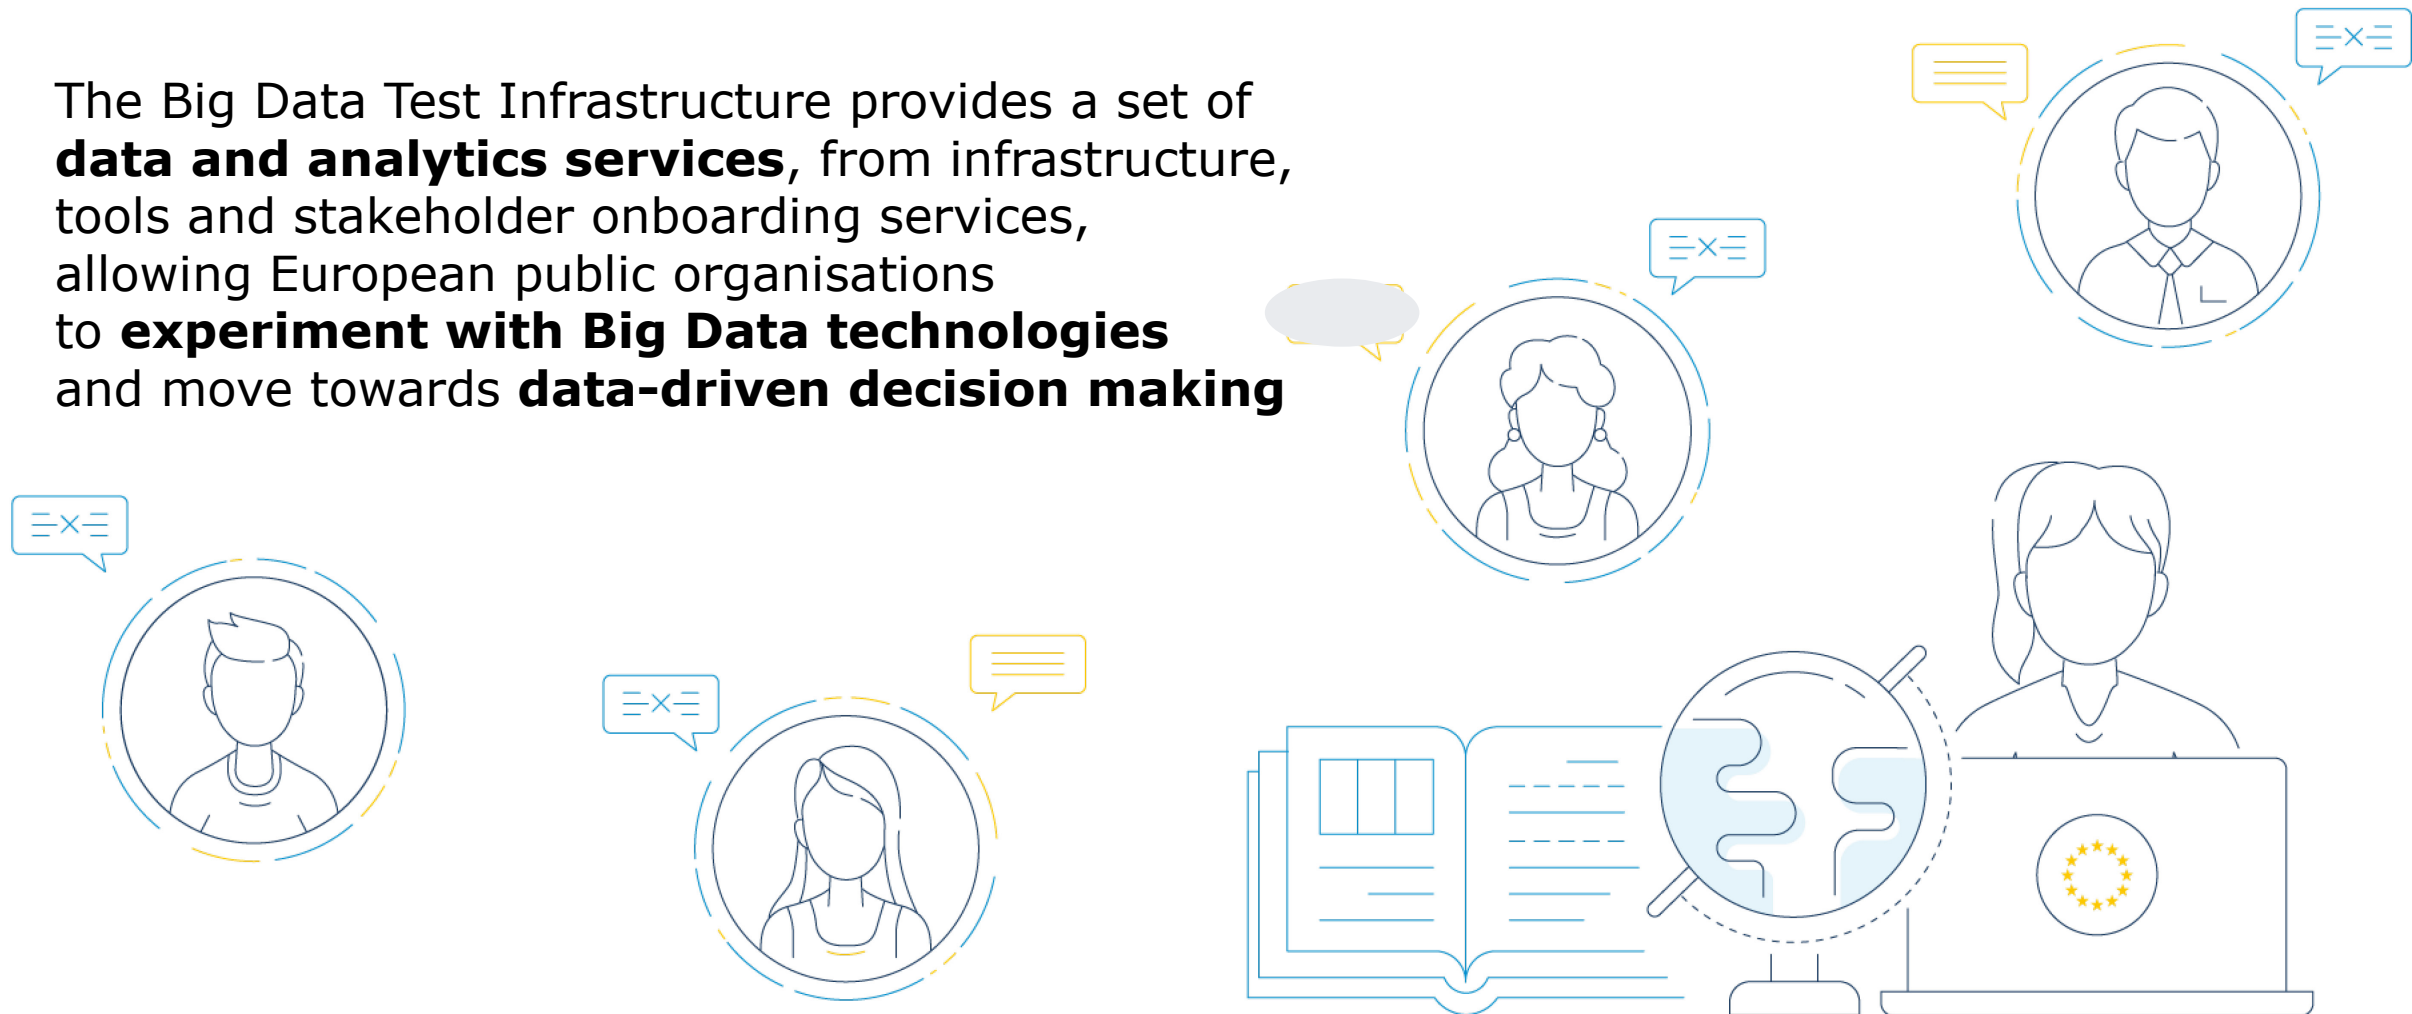 The Big Data Test Infrastructure provides a set of
data and analytics services, from infrastructure,
tools and stakeholder onboarding services,
allowing European public organisations
to experiment with Big Data technologies
and move towards data-driven decision making